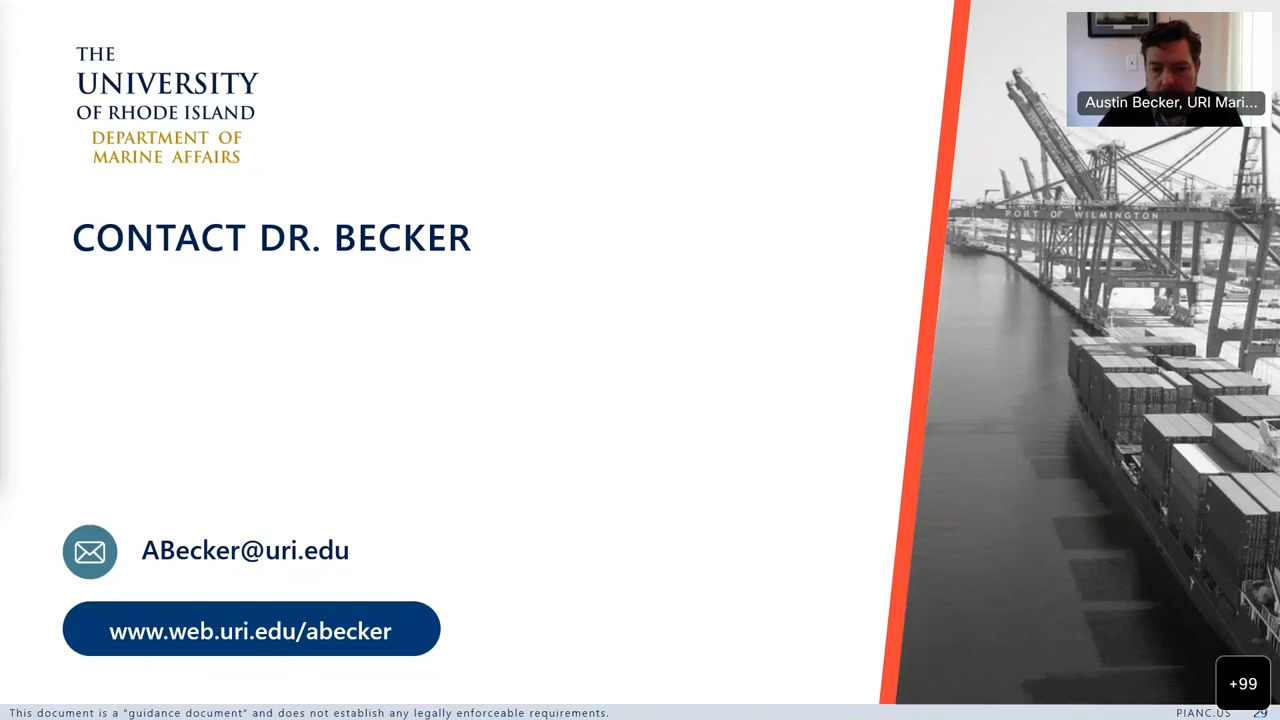 THE
UNIVERSITY
OF RHODE ISLAND
DEPARTMENT OF
MARINE AFFAIRS
CONTACT DR. BECKER
ABecker@uri.edu
www.web.uri.edu/abecker
Austin Becker, URI Mari...
PORT OF WILMINGTON
+99
This document is a "guidance document" and does not establish any legally enforceable requirements.
PIANC.US 29